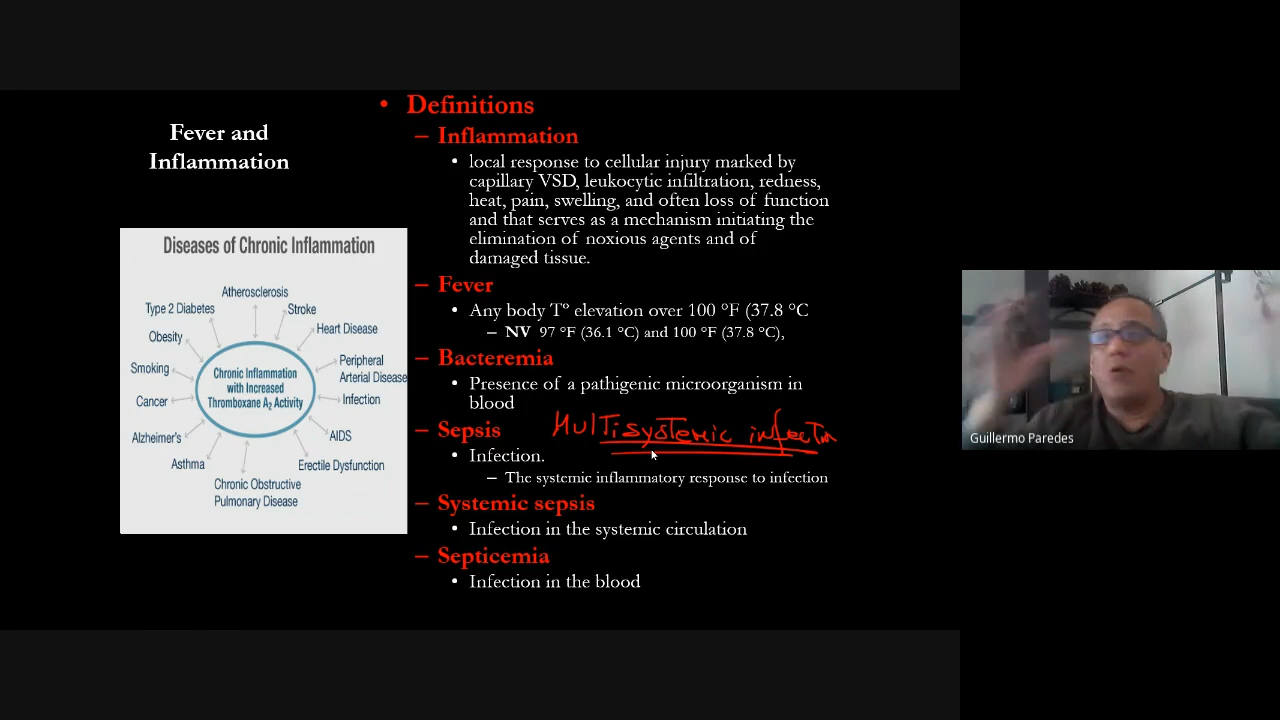 Fever and
Inflammation
• Definitions
– Inflammation
• local response to cellular injury marked by
capillary VSD, leukocytic infiltration, redness,
heat, pain, swelling, and often loss of function
and that serves as a mechanism initiating the
elimination of noxious agents and of
damaged tissue.
– Fever
• Any body Tº elevation over 100 °F (37.8 °C
– NV 97 °F (36.1 °C) and 100 °F (37.8 °C),
– Bacteremia
• Presence of a pathigenic microorganism in
blood
– Sepsis
Multisystemic infectin
• Infection.
– The systemic inflammatory response to infection
– Systemic sepsis
• Infection in the systemic circulation
– Septicemia
• Infection in the blood
Diseases of Chronic Inflammation
Atherosclerosis
Stroke
Heart Disease
Peripheral
Arterial Disease
Infection
AIDS
Erectile Dysfunction
Chronic Obstructive
Pulmonary Disease
Asthma
Alzheimer's
Cancer
Smoking
Obesity
Type 2 Diabetes
Chronic Inflammation
with Increased
Thromboxane A₂ Activity
Guillermo Paredes